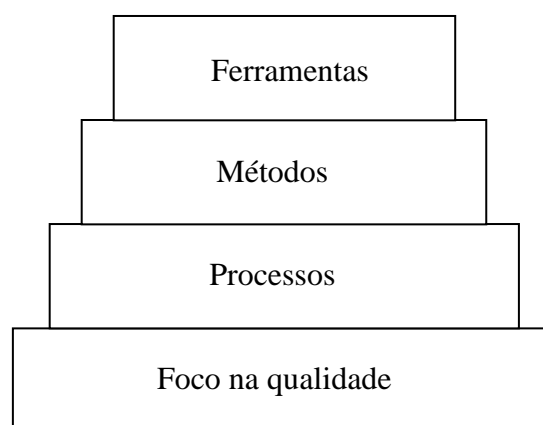 Ferramentas
Métodos
Processos
Foco na qualidade